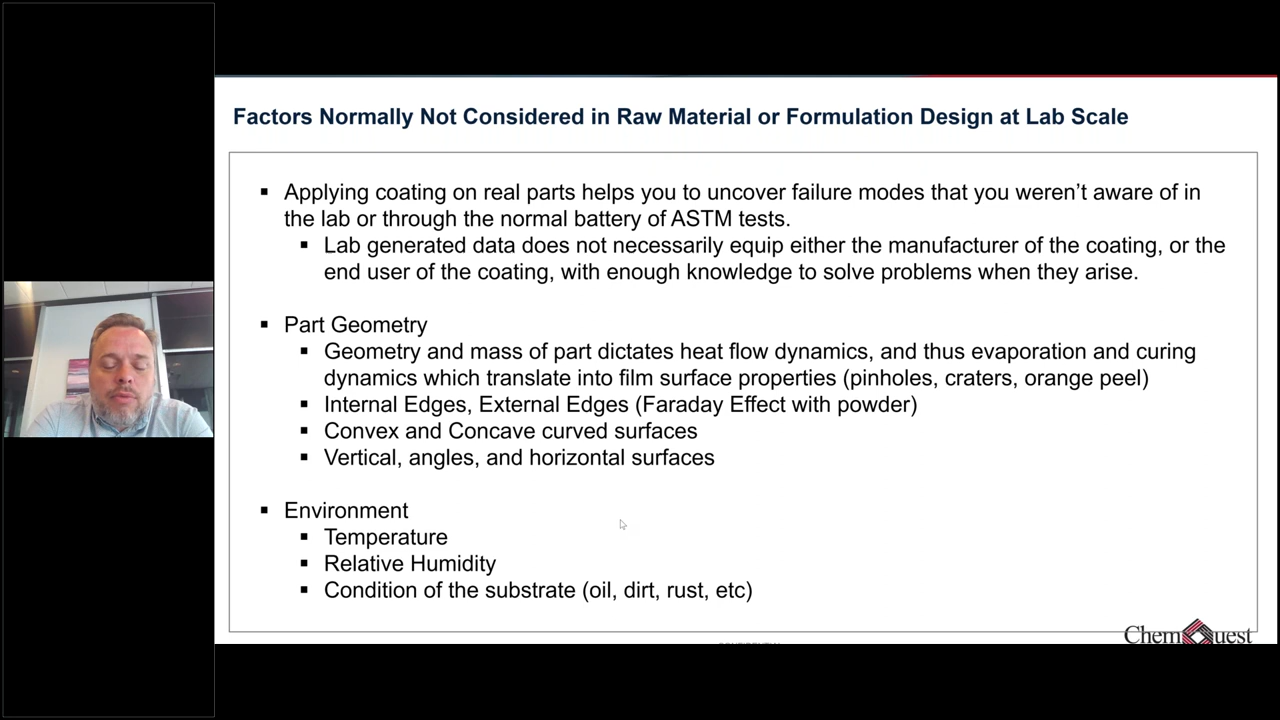 Factors Normally Not Considered in Raw Material or Formulation Design at Lab Scale
▪ Applying coating on real parts helps you to uncover failure modes that you weren’t aware of in
the lab or through the normal battery of ASTM tests.
▪ Lab generated data does not necessarily equip either the manufacturer of the coating, or the
end user of the coating, with enough knowledge to solve problems when they arise.
▪ Part Geometry
▪ Geometry and mass of part dictates heat flow dynamics, and thus evaporation and curing
dynamics which translate into film surface properties (pinholes, craters, orange peel)
▪ Internal Edges, External Edges (Faraday Effect with powder)
▪ Convex and Concave curved surfaces
▪ Vertical, angles, and horizontal surfaces
▪ Environment
▪ Temperature
▪ Relative Humidity
▪ Condition of the substrate (oil, dirt, rust, etc)
ChemQuest